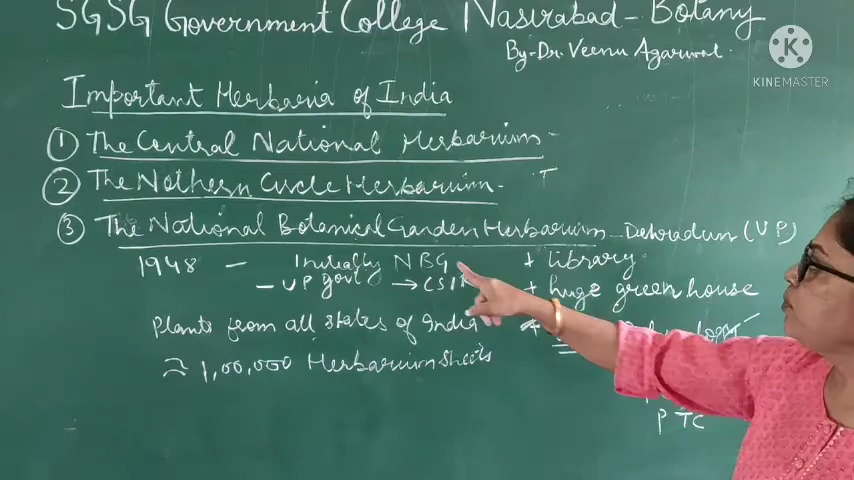 SGSG Government College Nasirabad - Botany
By- Dr. Veenu Agarwal.
K
KINEMASTER
Important Herbaria of India
① The Central National Herbarium -
② The Nothern Circle Herbarium - T
③ The National Botanical Garden Herbarium - Dehradun (UP)
1948 - Initially NBG + library
- UP govt → CSIR + huge green house
Plants from all states of India +
≈ 1,00,000 Herbarium Sheets
PTC